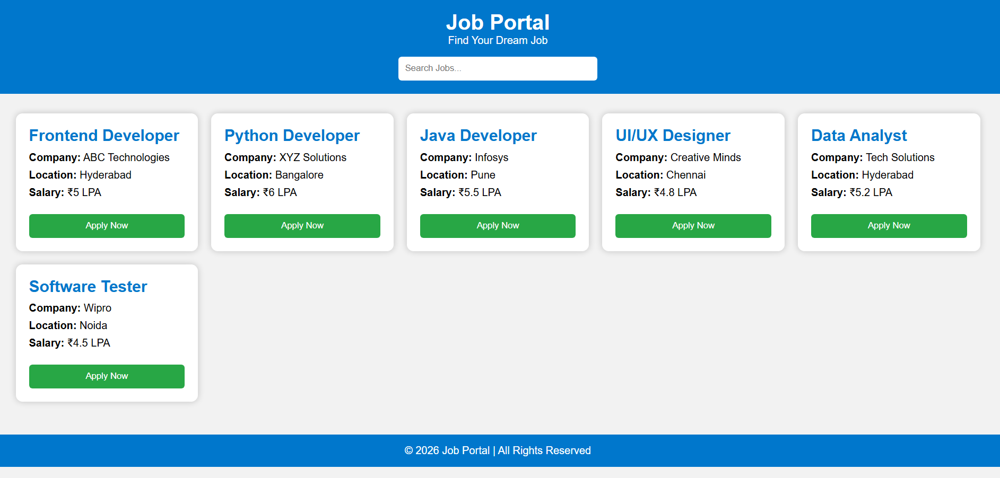 Job Portal
Find Your Dream Job
Search Jobs...
Frontend Developer
Company: ABC Technologies
Location: Hyderabad
Salary: ₹5 LPA
Apply Now
Python Developer
Company: XYZ Solutions
Location: Bangalore
Salary: ₹6 LPA
Apply Now
Java Developer
Company: Infosys
Location: Pune
Salary: ₹5.5 LPA
Apply Now
UI/UX Designer
Company: Creative Minds
Location: Chennai
Salary: ₹4.8 LPA
Apply Now
Data Analyst
Company: Tech Solutions
Location: Hyderabad
Salary: ₹5.2 LPA
Apply Now
Software Tester
Company: Wipro
Location: Noida
Salary: ₹4.5 LPA
Apply Now
© 2026 Job Portal | All Rights Reserved